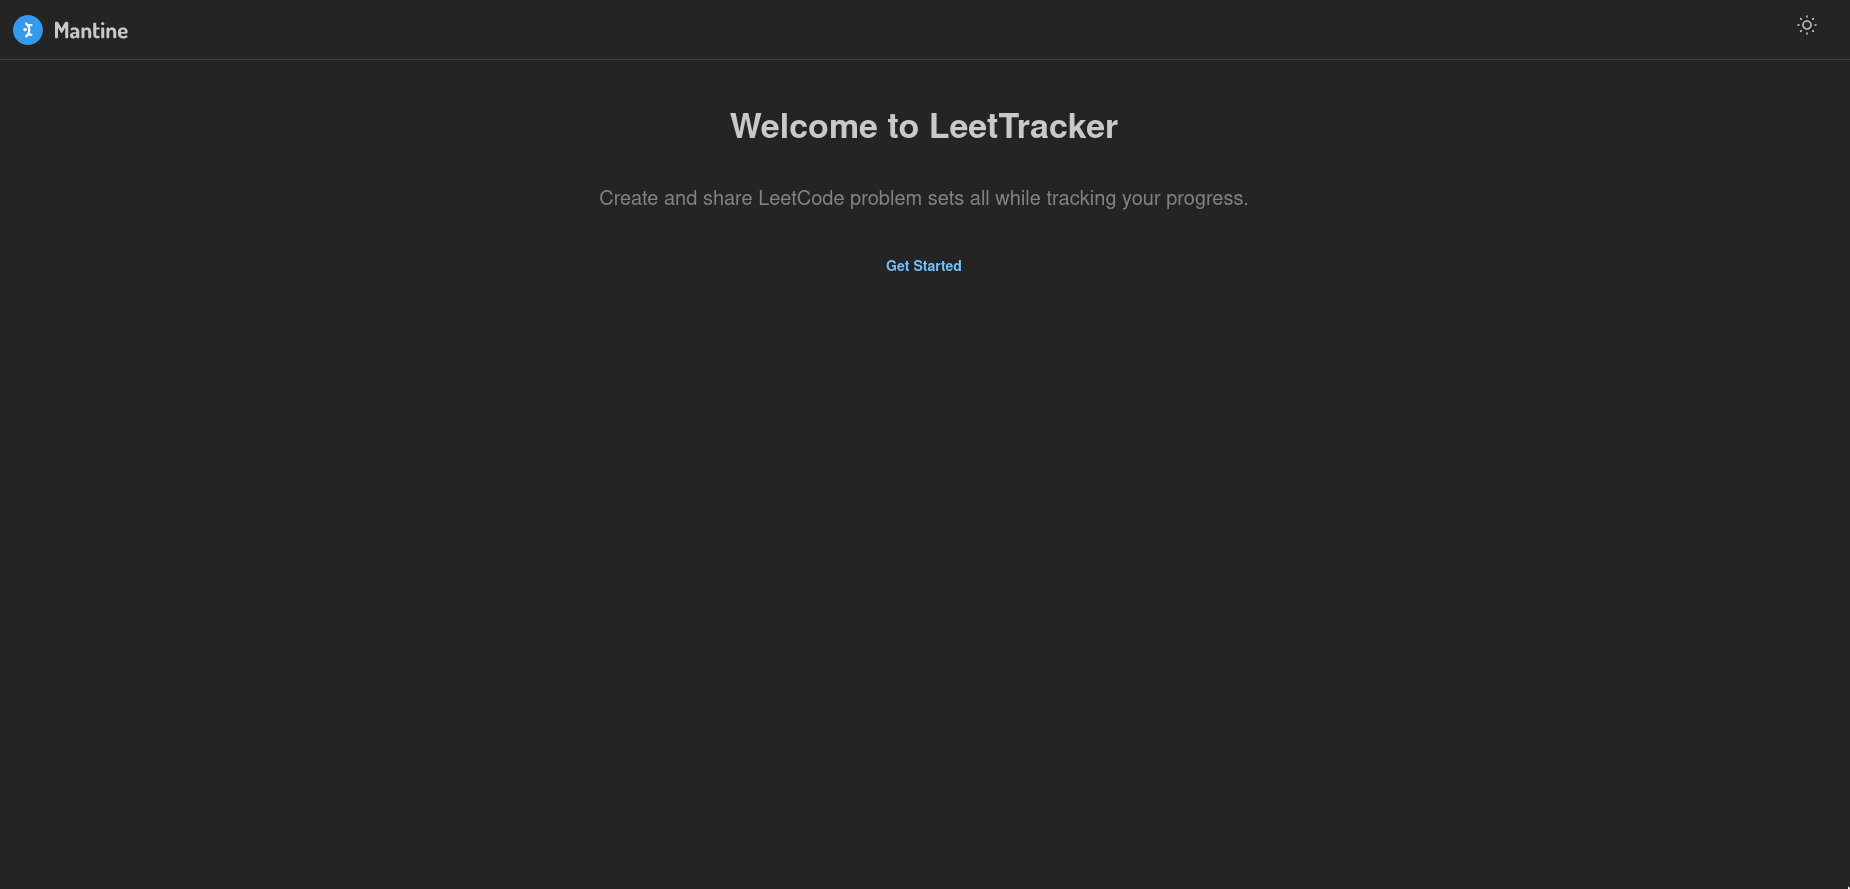 Mantine
Welcome to LeetTracker
Create and share LeetCode problem sets all while tracking your progress.
Get Started